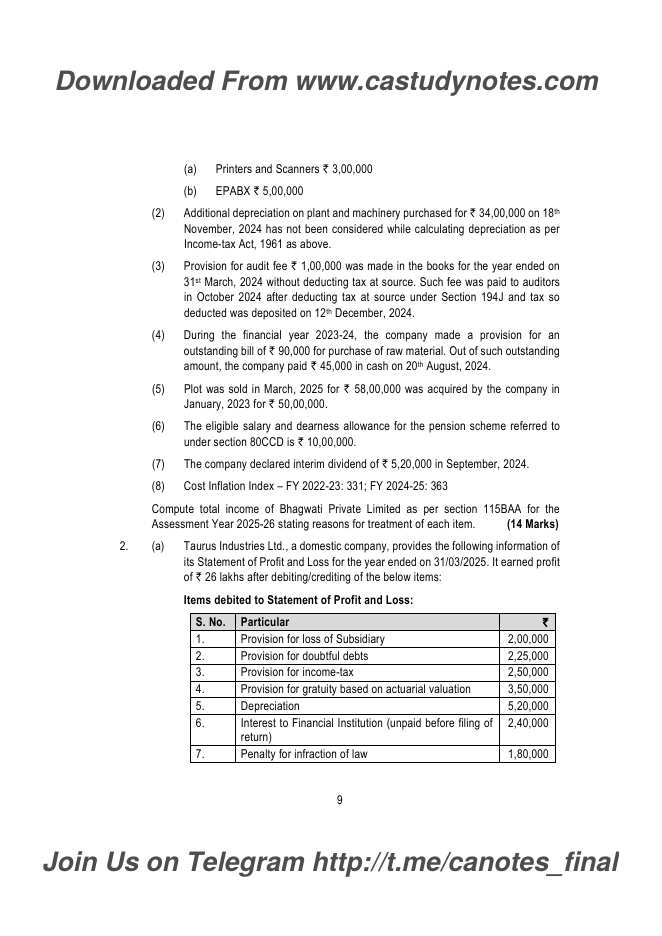 Downloaded From www.castudynotes.com
(a) Printers and Scanners ₹ 3,00,000
(b) EPABX ₹ 5,00,000
(2) Additional depreciation on plant and machinery purchased for ₹ 34,00,000 on 18th
November, 2024 has not been considered while calculating depreciation as per
Income-tax Act, 1961 as above.
(3) Provision for audit fee ₹ 1,00,000 was made in the books for the year ended on
31st March, 2024 without deducting tax at source. Such fee was paid to auditors
in October 2024 after deducting tax at source under Section 194J and tax so
deducted was deposited on 12th December, 2024.
(4) During the financial year 2023-24, the company made a provision for an
outstanding bill of ₹ 90,000 for purchase of raw material. Out of such outstanding
amount, the company paid ₹ 45,000 in cash on 20th August, 2024.
(5) Plot was sold in March, 2025 for ₹ 58,00,000 was acquired by the company in
January, 2023 for ₹ 50,00,000.
(6) The eligible salary and dearness allowance for the pension scheme referred to
under section 80CCD is ₹ 10,00,000.
(7) The company declared interim dividend of ₹ 5,20,000 in September, 2024.
(8) Cost Inflation Index – FY 2022-23: 331; FY 2024-25: 363
Compute total income of Bhagwati Private Limited as per section 115BAA for the
Assessment Year 2025-26 stating reasons for treatment of each item. (14 Marks)
2. (a) Taurus Industries Ltd., a domestic company, provides the following information of
its Statement of Profit and Loss for the year ended on 31/03/2025. It earned profit
of ₹ 26 lakhs after debiting/crediting of the below items:
Items debited to Statement of Profit and Loss:
S. No. Particular ₹
1. Provision for loss of Subsidiary 2,00,000
2. Provision for doubtful debts 2,25,000
3. Provision for income-tax 2,50,000
4. Provision for gratuity based on actuarial valuation 3,50,000
5. Depreciation 5,20,000
6. Interest to Financial Institution (unpaid before filing of 2,40,000
return)
7. Penalty for infraction of law 1,80,000
9
Join Us on Telegram http://t.me/canotes_final